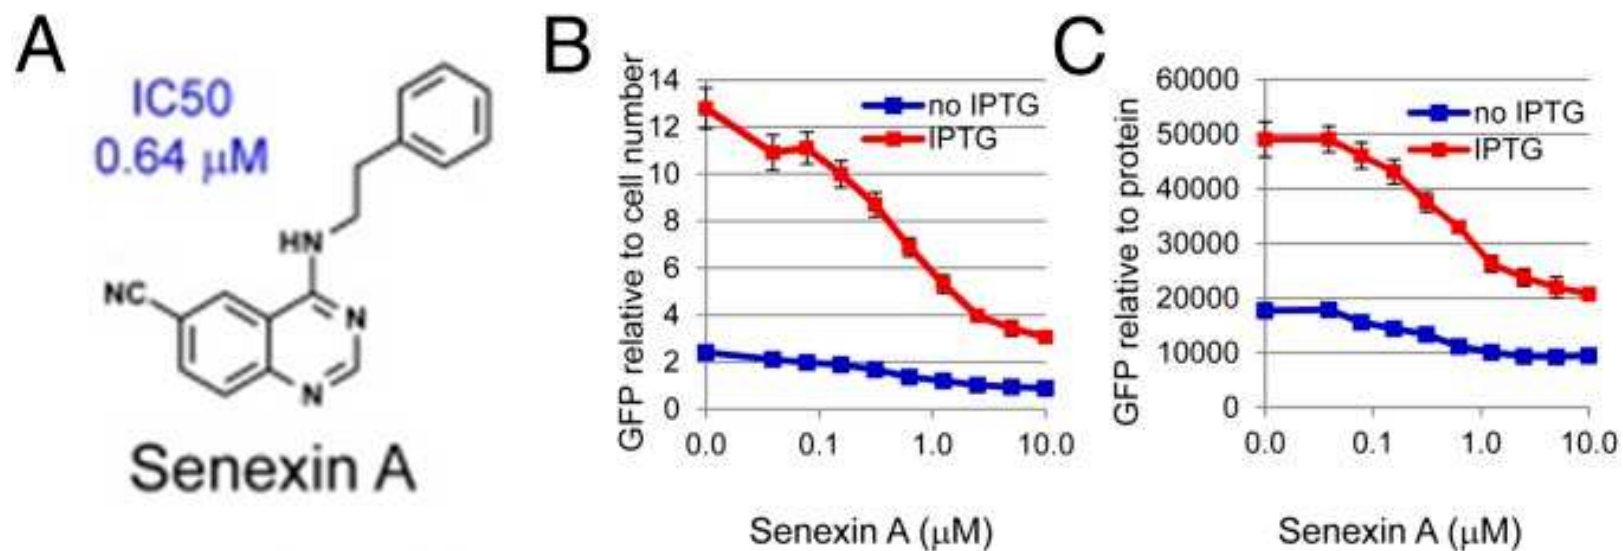 A
IC50
0.64 μM
HN
NC
N
N
Senexin A
B
GFP relative to cell number
14
12
10
8
6
4
2
0
no IPTG
IPTG
0.0
0.1
1.0
10.0
Senexin A (μM)
C
GFP relative to protein
60000
50000
40000
30000
20000
10000
0
no IPTG
IPTG
0.0
0.1
1.0
10.0
Senexin A (μM)